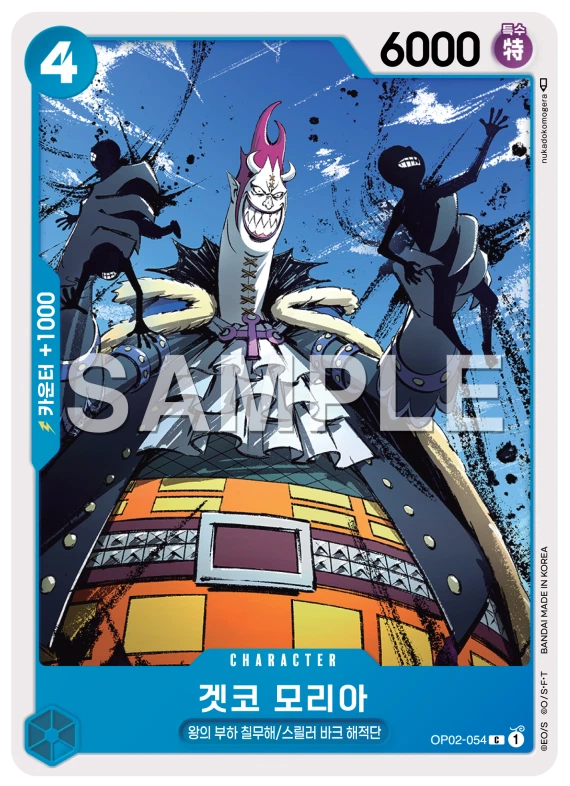 4
6000
특수
特
nukadokomogera
⚡카운터 +1000
SAMPLE
CHARACTER
겟코 모리아
왕의 부하 칠무해/스릴러 바크 해적단
OP02-054 C 1
©EO/S ©O/S·F·T BANDAI MADE IN KOREA